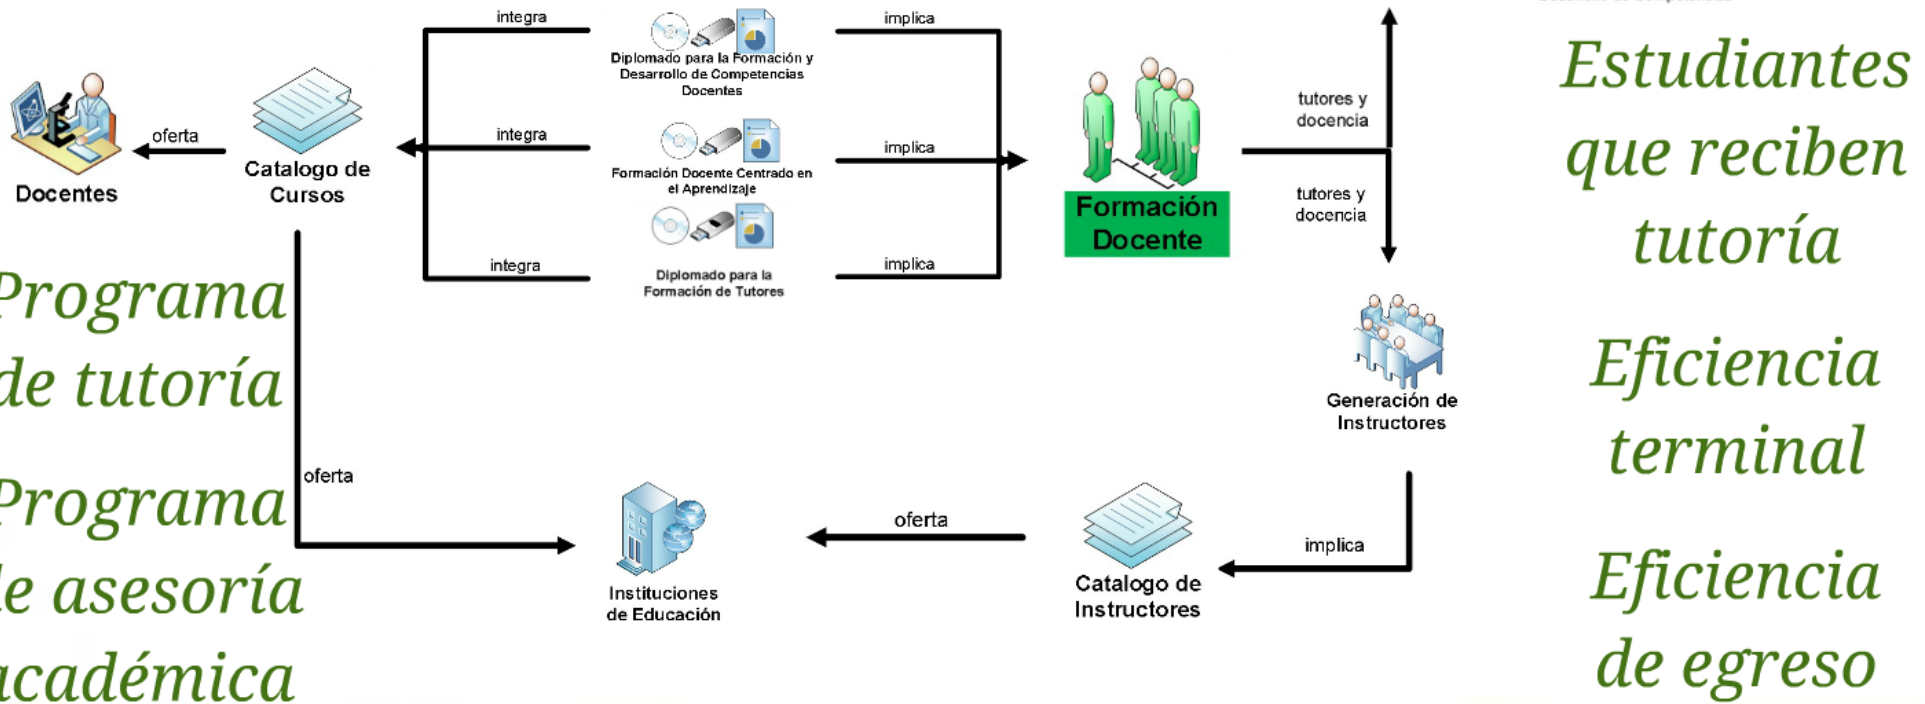 integra
implica
Diplomado para la Formación y
Desarrollo de Competencias
Docentes
oferta
Docentes
Catalogo de
Cursos
integra
implica
Formación Docente Centrado en
el Aprendizaje
integra
implica
Diplomado para la
Formación de Tutores
Formación
Docente
tutores y
docencia
tutores y
docencia
Generación de
Instructores
implica
Catalogo de
Instructores
oferta
Instituciones
de Educación
oferta
Programa
de tutoría
Programa
de asesoría
académica
Estudiantes
que reciben
tutoría
Eficiencia
terminal
Eficiencia
de egreso